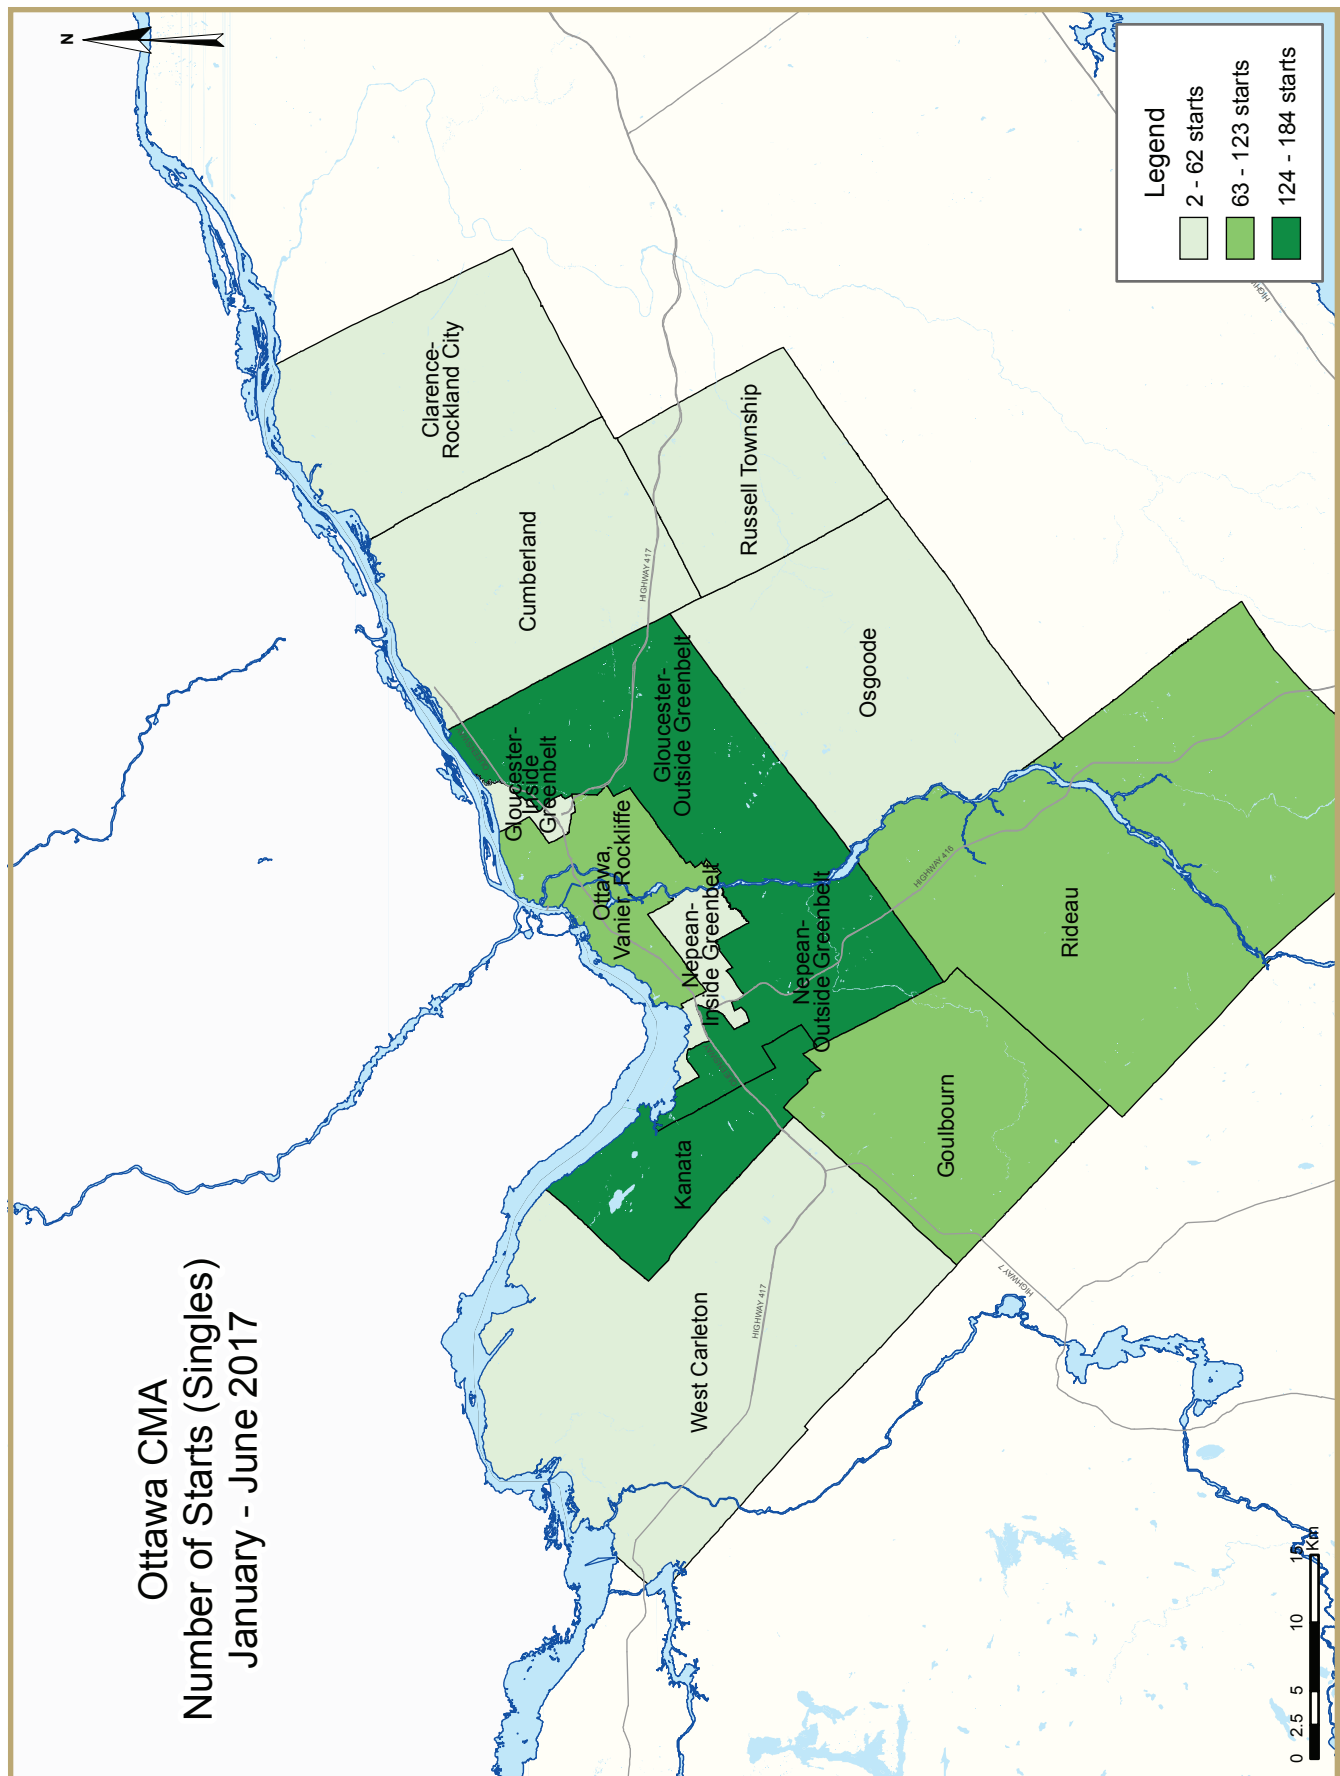 Ottawa CMA
Number of Starts (Singles)
January - June 2017
N
Legend
2 - 62 starts
63 - 123 starts
124 - 184 starts
Clarence-
Rockland City
Cumberland
Russell Township
HIGHWAY 417
Gloucester-
Inside
Greenbelt
Gloucester-
Outside Greenbelt
Osgoode
Ottawa,
Vanier, Rockliffe
Nepean-
Inside Greenbelt
Nepean-
Outside Greenbelt
HIGHWAY 416
Rideau
Kanata
Goulbourn
West Carleton
HIGHWAY 417
HIGHWAY 7
0 2.5 5 10 15
Km